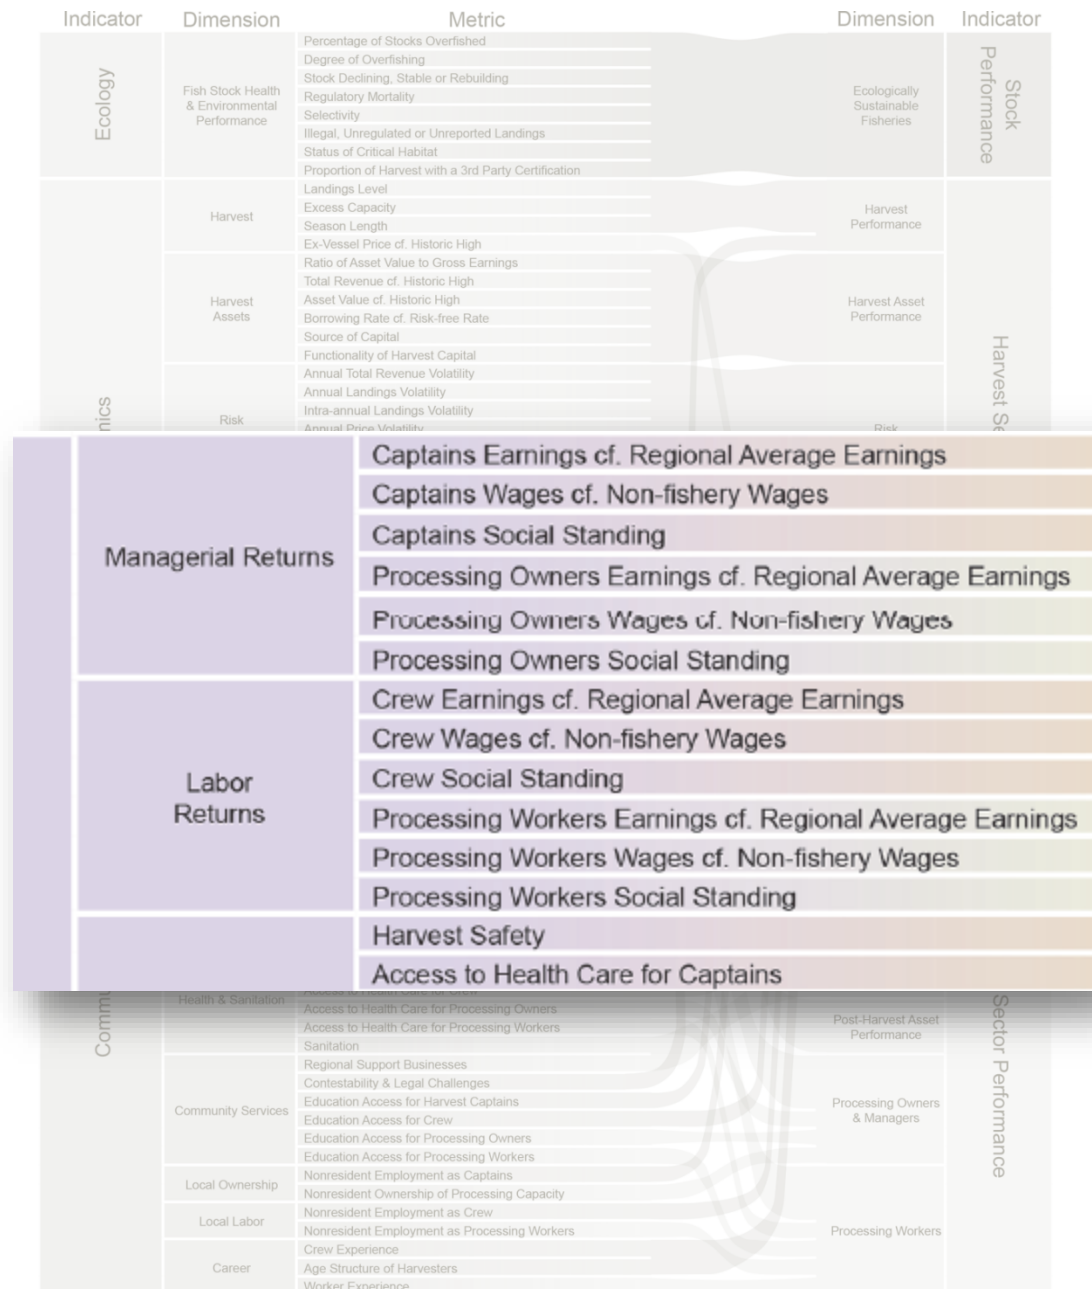 Indicator Dimension Metric Dimension Indicator
Ecology
Fish Stock Health
& Environmental
Performance
Percentage of Stocks Overfished
Degree of Overfishing
Stock Declining, Stable or Rebuilding
Regulatory Mortality
Selectivity
Illegal, Unregulated or Unreported Landings
Status of Critical Habitat
Proportion of Harvest with a 3rd Party Certification
Ecologically
Sustainable
Fisheries
Stock
Performance
Harvest
Landings Level
Excess Capacity
Season Length
Ex-Vessel Price cf. Historic High
Harvest
Performance
Harvest
Assets
Ratio of Asset Value to Gross Earnings
Total Revenue cf. Historic High
Asset Value cf. Historic High
Borrowing Rate cf. Risk-free Rate
Source of Capital
Functionality of Harvest Capital
Harvest Asset
Performance
Risk
Annual Total Revenue Volatility
Annual Landings Volatility
Intra-annual Landings Volatility
Annual Price Volatility
Risk
Harvest
Managerial Returns
Captains Earnings cf. Regional Average Earnings
Captains Wages cf. Non-fishery Wages
Captains Social Standing
Processing Owners Earnings cf. Regional Average Earnings
Processing Owners Wages cf. Non-fishery Wages
Processing Owners Social Standing
Labor
Returns
Crew Earnings cf. Regional Average Earnings
Crew Wages cf. Non-fishery Wages
Crew Social Standing
Processing Workers Earnings cf. Regional Average Earnings
Processing Workers Wages cf. Non-fishery Wages
Processing Workers Social Standing
Harvest Safety
Access to Health Care for Captains
Health & Sanitation
Access to Health Care for Crew
Access to Health Care for Processing Owners
Access to Health Care for Processing Workers
Sanitation
Post-Harvest Asset
Performance
Community Services
Regional Support Businesses
Contestability & Legal Challenges
Education Access for Harvest Captains
Education Access for Crew
Education Access for Processing Owners
Education Access for Processing Workers
Processing Owners
& Managers
Sector Performance
Local Ownership
Nonresident Employment as Captains
Nonresident Ownership of Processing Capacity
Local Labor
Nonresident Employment as Crew
Nonresident Employment as Processing Workers
Processing Workers
Career
Crew Experience
Age Structure of Harvesters
Worker Experience